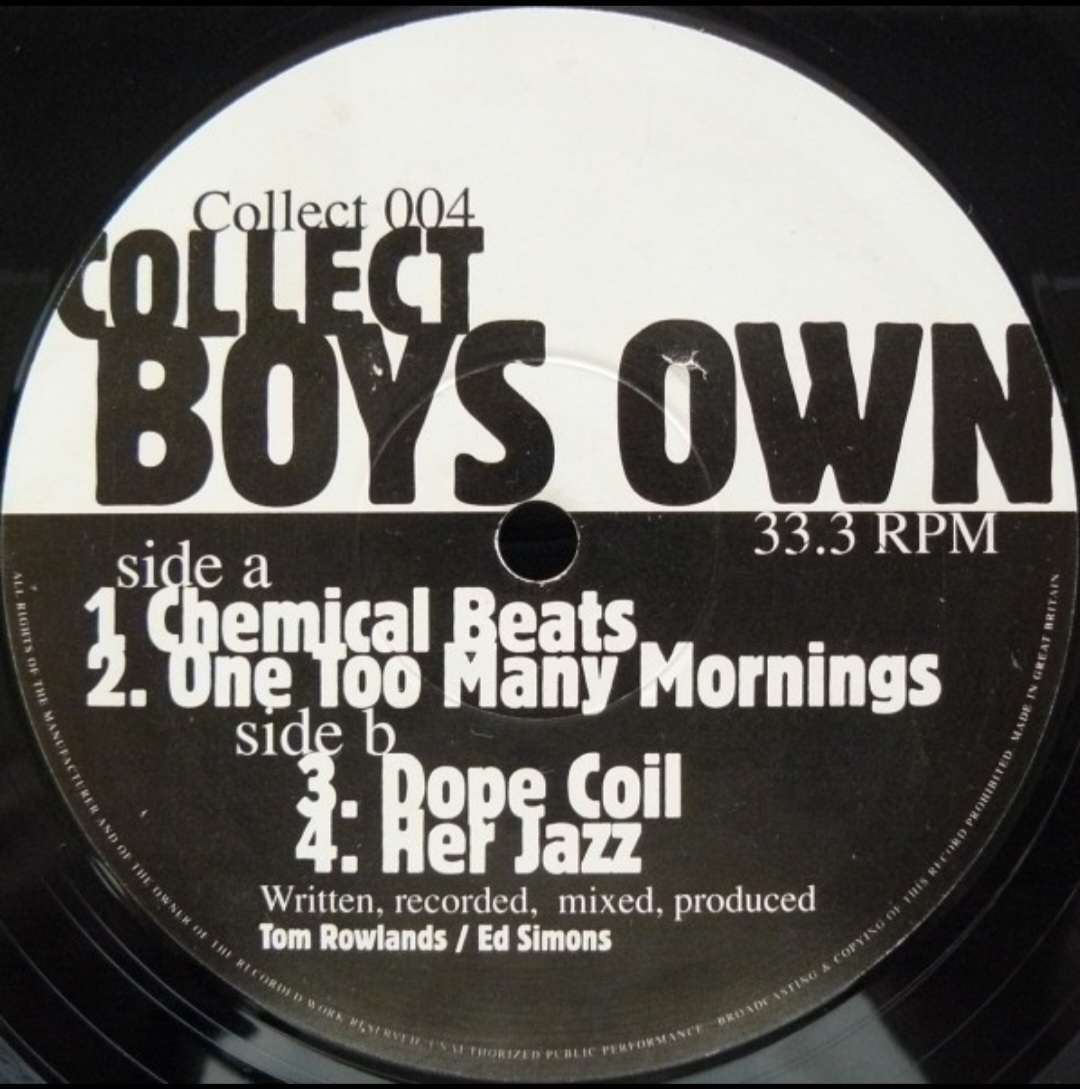 Collect 004
COLLECT
BOYS OWN
33.3 RPM
side a
1 Chemical Beats
2. One Too Many Mornings
side b
3. Dope Coil
4. Her Jazz
Written, recorded, mixed, produced
Tom Rowlands / Ed Simons
ALL RIGHTS OF THE MANUFACTURER AND OF THE OWNER OF THE RECORDED WORK RESERVED. UNAUTHORIZED PUBLIC PERFORMANCE - BROADCASTING & COPYING OF THIS RECORD PROHIBITED MADE IN GREAT BRITAIN